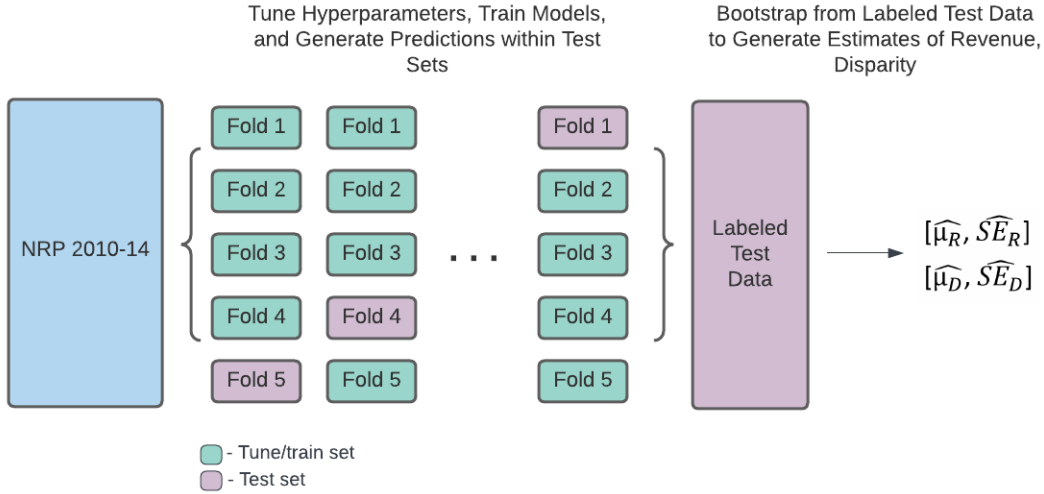 Tune Hyperparameters, Train Models,
and Generate Predictions within Test
Sets
Bootstrap from Labeled Test Data
to Generate Estimates of Revenue,
Disparity
NRP 2010-14
Fold 1
Fold 2
Fold 3
Fold 4
Fold 5
Fold 1
Fold 2
Fold 3
Fold 4
Fold 5
. . .
Fold 1
Fold 2
Fold 3
Fold 4
Fold 5
Labeled
Test
Data
[μ̂_R, ŜE_R]
[μ̂_D, ŜE_D]
- Tune/train set
- Test set